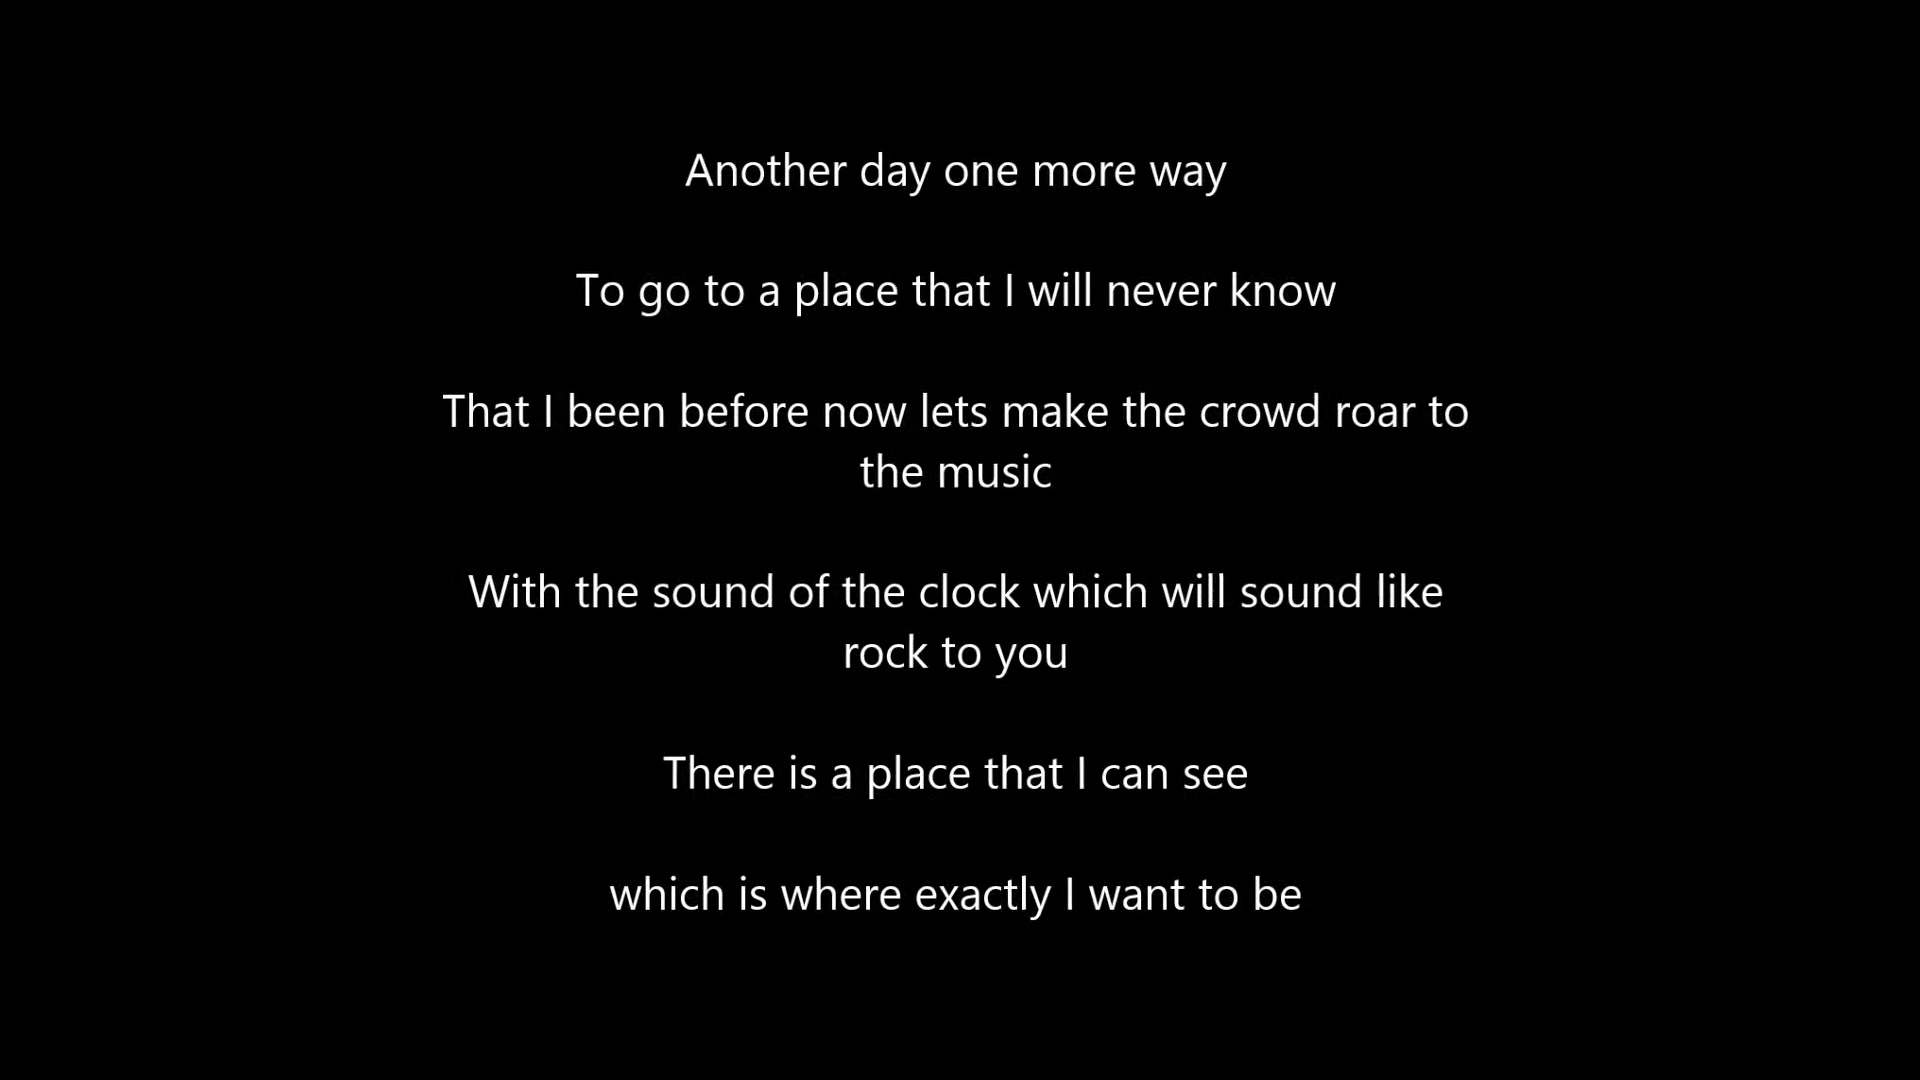 Another day one more way
To go to a place that I will never know
That I been before now lets make the crowd roar to
the music
With the sound of the clock which will sound like
rock to you
There is a place that I can see
which is where exactly I want to be